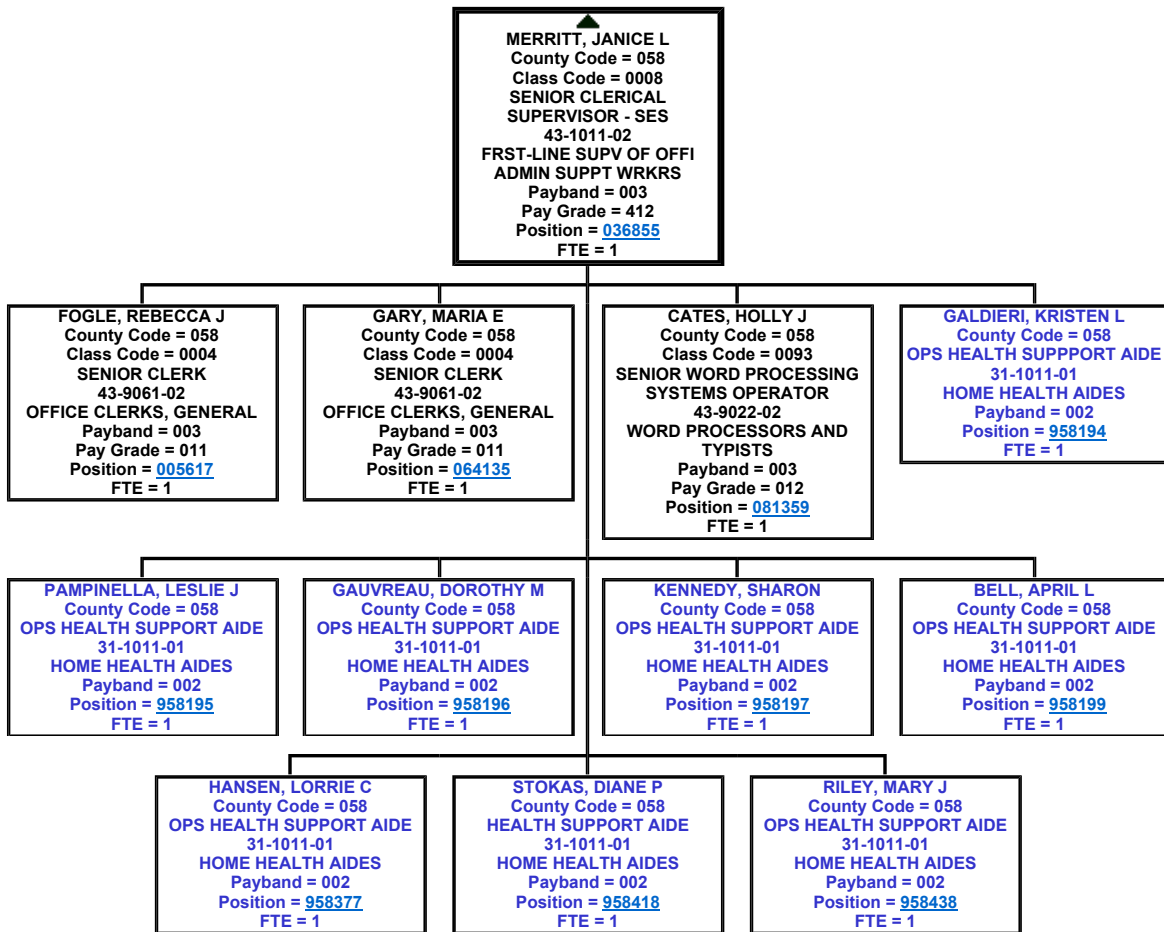 MERRITT, JANICE L
County Code = 058
Class Code = 0008
SENIOR CLERICAL
SUPERVISOR - SES
43-1011-02
FRST-LINE SUPV OF OFFI
ADMIN SUPPT WRKRS
Payband = 003
Pay Grade = 412
Position = 036855
FTE = 1
FOGLE, REBECCA J
County Code = 058
Class Code = 0004
SENIOR CLERK
43-9061-02
OFFICE CLERKS, GENERAL
Payband = 003
Pay Grade = 011
Position = 005617
FTE = 1
GARY, MARIA E
County Code = 058
Class Code = 0004
SENIOR CLERK
43-9061-02
OFFICE CLERKS, GENERAL
Payband = 003
Pay Grade = 011
Position = 064135
FTE = 1
CATES, HOLLY J
County Code = 058
Class Code = 0093
SENIOR WORD PROCESSING
SYSTEMS OPERATOR
43-9022-02
WORD PROCESSORS AND
TYPISTS
Payband = 003
Pay Grade = 012
Position = 081359
FTE = 1
GALDIERI, KRISTEN L
County Code = 058
OPS HEALTH SUPPPORT AIDE
31-1011-01
HOME HEALTH AIDES
Payband = 002
Position = 958194
FTE = 1
PAMPINELLA, LESLIE J
County Code = 058
OPS HEALTH SUPPORT AIDE
31-1011-01
HOME HEALTH AIDES
Payband = 002
Position = 958195
FTE = 1
GAUVREAU, DOROTHY M
County Code = 058
OPS HEALTH SUPPORT AIDE
31-1011-01
HOME HEALTH AIDES
Payband = 002
Position = 958196
FTE = 1
KENNEDY, SHARON
County Code = 058
OPS HEALTH SUPPORT AIDE
31-1011-01
HOME HEALTH AIDES
Payband = 002
Position = 958197
FTE = 1
BELL, APRIL L
County Code = 058
OPS HEALTH SUPPORT AIDE
31-1011-01
HOME HEALTH AIDES
Payband = 002
Position = 958199
FTE = 1
HANSEN, LORRIE C
County Code = 058
OPS HEALTH SUPPORT AIDE
31-1011-01
HOME HEALTH AIDES
Payband = 002
Position = 958377
FTE = 1
STOKAS, DIANE P
County Code = 058
HEALTH SUPPORT AIDE
31-1011-01
HOME HEALTH AIDES
Payband = 002
Position = 958418
FTE = 1
RILEY, MARY J
County Code = 058
OPS HEALTH SUPPORT AIDE
31-1011-01
HOME HEALTH AIDES
Payband = 002
Position = 958438
FTE = 1